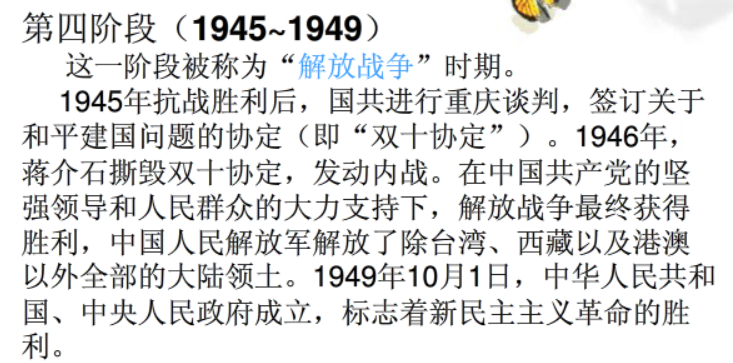 第四阶段（1945~1949）
这一阶段被称为“解放战争”时期。
1945年抗战胜利后，国共进行重庆谈判，签订关于
和平建国问题的协定（即“双十协定”）。1946年，
蒋介石撕毁双十协定，发动内战。在中国共产党的坚
强领导和人民群众的大力支持下，解放战争最终获得
胜利，中国人民解放军解放了除台湾、西藏以及港澳
以外全部的大陆领土。1949年10月1日，中华人民共和
国、中央人民政府成立，标志着新民主主义革命的胜
利。